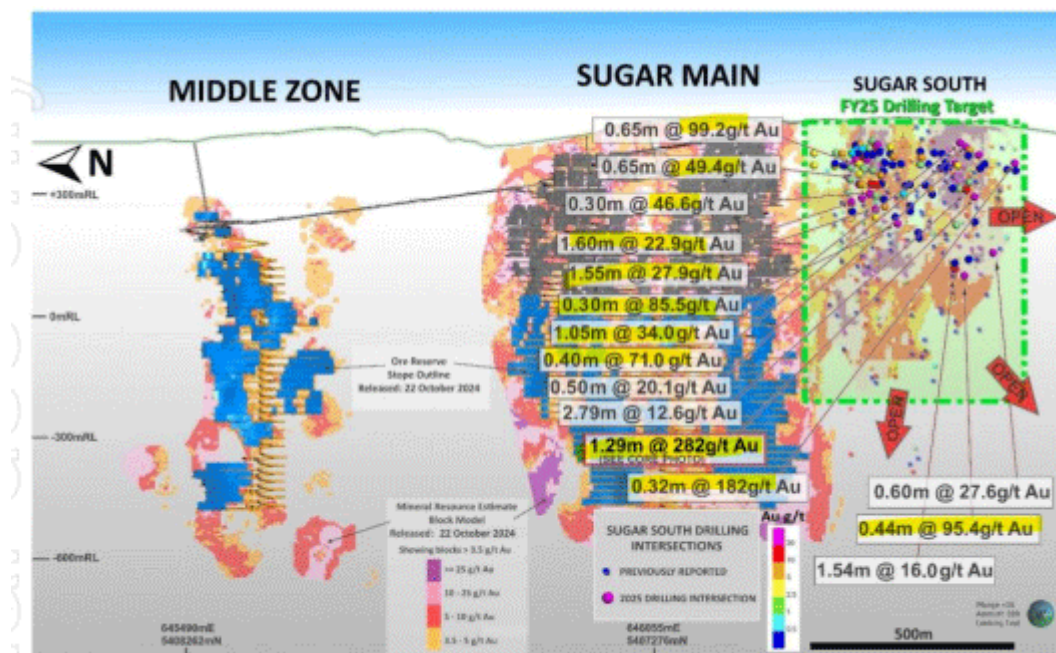 MIDDLE ZONE
SUGAR MAIN
SUGAR SOUTH
FY25 Drilling Target
N
+300mRL
0mRL
-300mRL
-600mRL
0.65m @ 99.2g/t Au
0.65m @ 49.4g/t Au
0.30m @ 46.6g/t Au
1.60m @ 22.9g/t Au
1.55m @ 27.9g/t Au
0.30m @ 85.5g/t Au
1.05m @ 34.0g/t Au
0.40m @ 71.0g/t Au
0.50m @ 20.1g/t Au
2.79m @ 12.6g/t Au
1.29m @ 282g/t Au
(SEE CORE PHOTO)
0.32m @ 182g/t Au
OPEN
OPEN
OPEN
0.60m @ 27.6g/t Au
0.44m @ 95.4g/t Au
1.54m @ 16.0g/t Au
Ore Reserve
Stope Outline
Released: 22 October 2024
Mineral Resource Estimate
Block Model
Released: 22 October 2024
Showing blocks > 3.5 g/t Au
>= 25 g/t Au
10 - 25 g/t Au
5 - 10 g/t Au
3.5 - 5 g/t Au
SUGAR SOUTH DRILLING
INTERSECTIONS
PREVIOUSLY REPORTED
2025 DRILLING INTERSECTION
Au g/t
645490mE
5408262mN
646055mE
5407276mN
500m